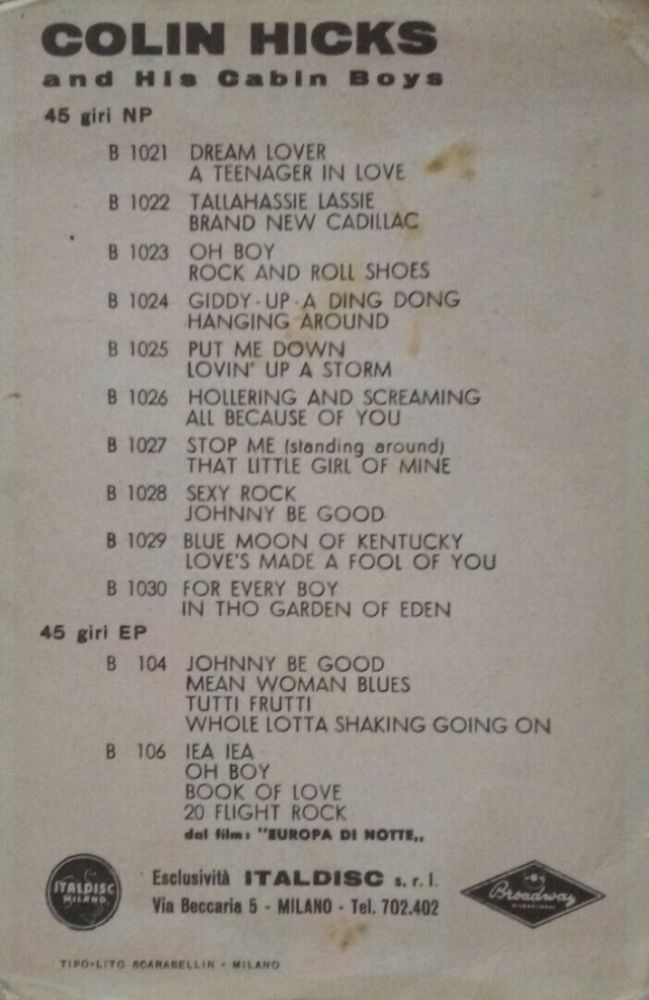 COLIN HICKS
and His Cabin Boys
45 giri NP
B 1021 DREAM LOVER
A TEENAGER IN LOVE
B 1022 TALLAHASSIE LASSIE
BRAND NEW CADILLAC
B 1023 OH BOY
ROCK AND ROLL SHOES
B 1024 GIDDY-UP-A DING DONG
HANGING AROUND
B 1025 PUT ME DOWN
LOVIN' UP A STORM
B 1026 HOLLERING AND SCREAMING
ALL BECAUSE OF YOU
B 1027 STOP ME (standing around)
THAT LITTLE GIRL OF MINE
B 1028 SEXY ROCK
JOHNNY BE GOOD
B 1029 BLUE MOON OF KENTUCKY
LOVE'S MADE A FOOL OF YOU
B 1030 FOR EVERY BOY
IN THO GARDEN OF EDEN
45 giri EP
B 104 JOHNNY BE GOOD
MEAN WOMAN BLUES
TUTTI FRUTTI
WHOLE LOTTA SHAKING GOING ON
B 106 IEA IEA
OH BOY
BOOK OF LOVE
20 FLIGHT ROCK
dal film: "EUROPA DI NOTTE„
ITALDISC
MILANO
Esclusività ITALDISC s. r. l.
Via Beccaria 5 - MILANO - Tel. 702.402
Broadway
TIPO-LITO SCARABELLIN - MILANO